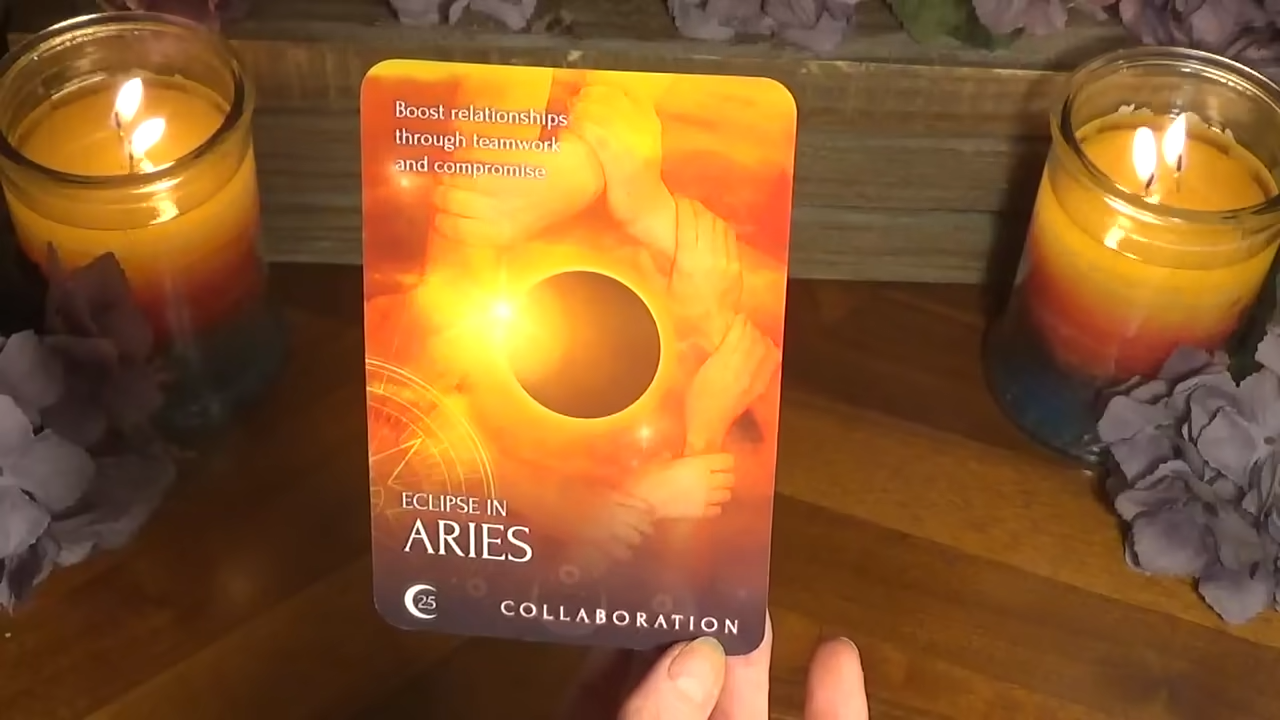 Boost relationships
through teamwork
and compromise
ECLIPSE IN
ARIES
25
COLLABORATION